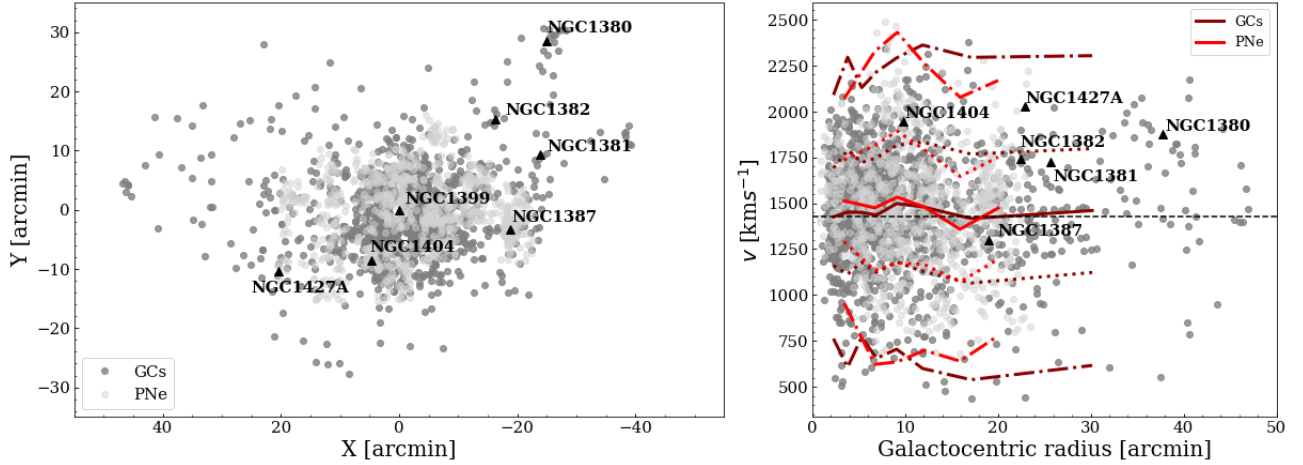 30
20
10
0
−10
−20
−30
Y [arcmin]
NGC1380
NGC1382
NGC1381
NGC1399
NGC1387
NGC1404
NGC1427A
GCs
PNe
40
20
0
−20
−40
X [arcmin]
2500
2250
2000
1750
1500
1250
1000
750
500
v [kms⁻¹]
GCs
PNe
NGC1427A
NGC1404
NGC1380
NGC1382
NGC1381
NGC1387
0
10
20
30
40
50
Galactocentric radius [arcmin]